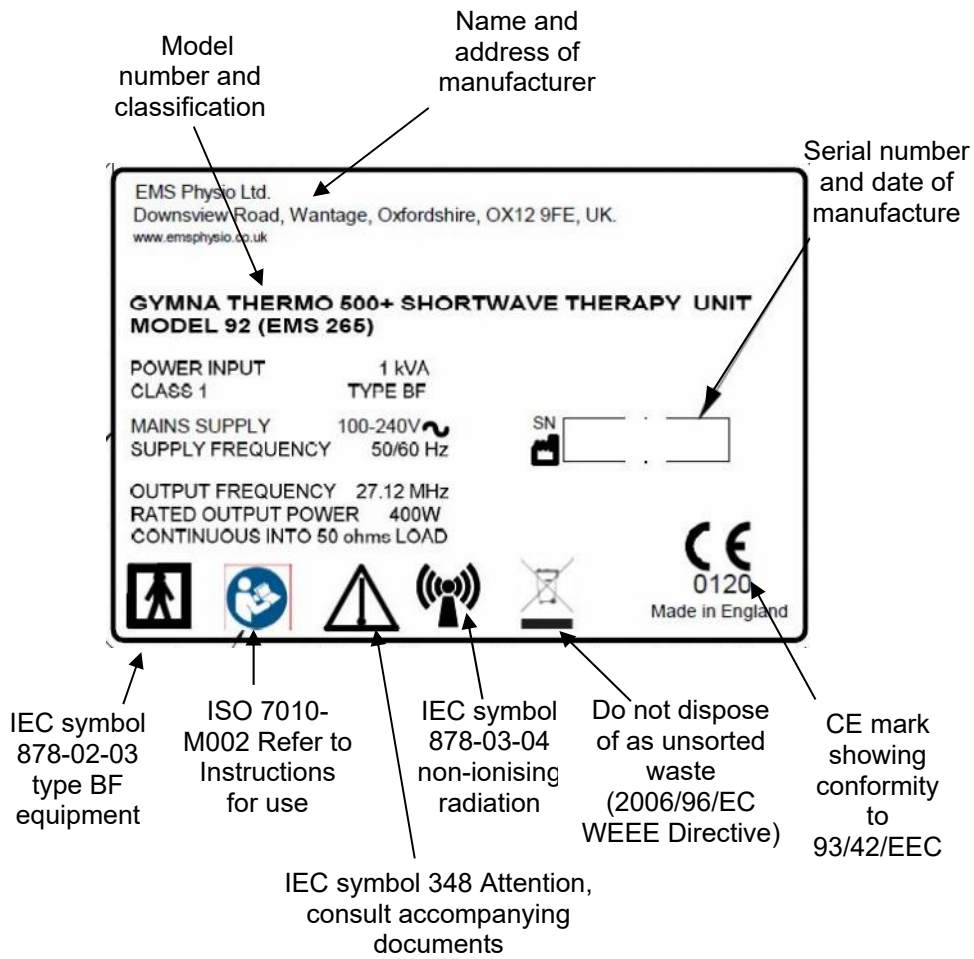 Model
number and
classification
Name and
address of
manufacturer
Serial number
and date of
manufacture
EMS Physio Ltd.
Downsview Road, Wantage, Oxfordshire, OX12 9FE, UK.
www.emsphysio.co.uk
GYMNA THERMO 500+ SHORTWAVE THERAPY UNIT
MODEL 92 (EMS 265)
POWER INPUT 1 kVA
CLASS 1 TYPE BF
MAINS SUPPLY 100-240V
SUPPLY FREQUENCY 50/60 Hz
SN
OUTPUT FREQUENCY 27.12 MHz
RATED OUTPUT POWER 400W
CONTINUOUS INTO 50 ohms LOAD
CE
0120
Made in England
IEC symbol
878-02-03
type BF
equipment
ISO 7010-
M002 Refer to
Instructions
for use
IEC symbol
878-03-04
non-ionising
radiation
Do not dispose
of as unsorted
waste
(2006/96/EC
WEEE Directive)
CE mark
showing
conformity
to
93/42/EEC
IEC symbol 348 Attention,
consult accompanying
documents